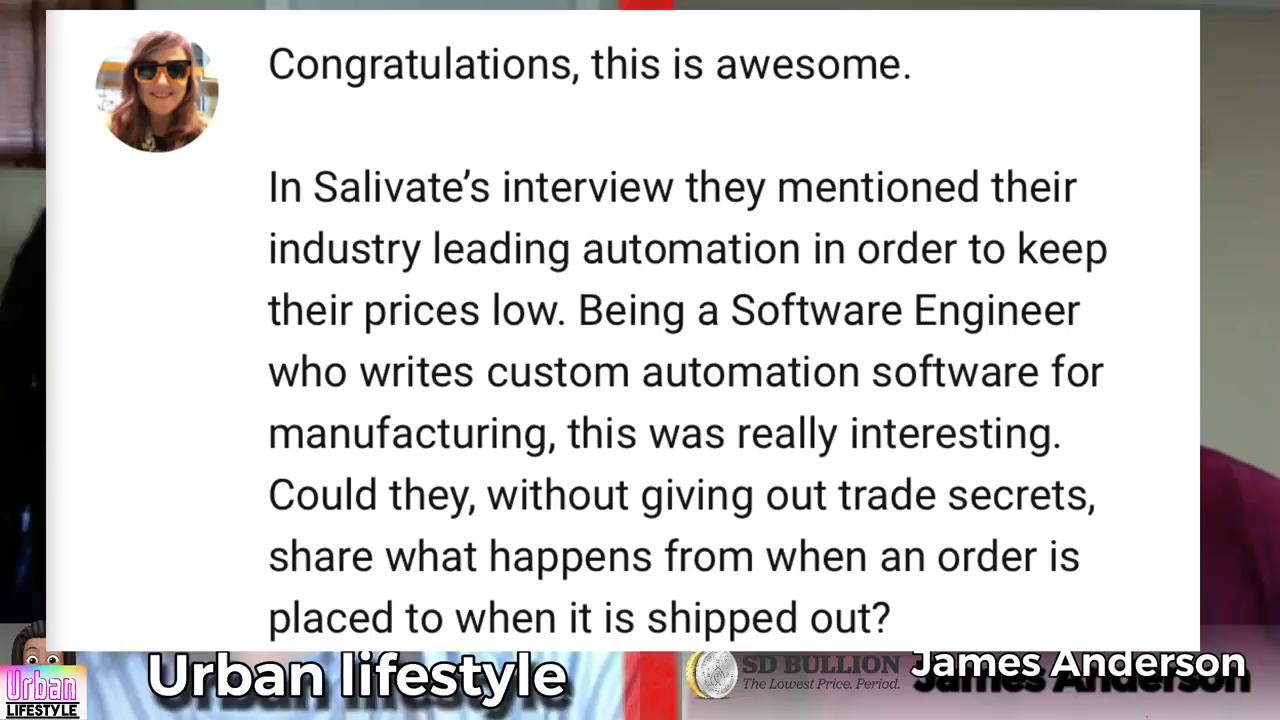 Congratulations, this is awesome.
In Salivate’s interview they mentioned their
industry leading automation in order to keep
their prices low. Being a Software Engineer
who writes custom automation software for
manufacturing, this was really interesting.
Could they, without giving out trade secrets,
share what happens from when an order is
placed to when it is shipped out?
Urban
LIFESTYLE
Urban lifestyle
SD BULLION
The Lowest Price. Period.
James Anderson